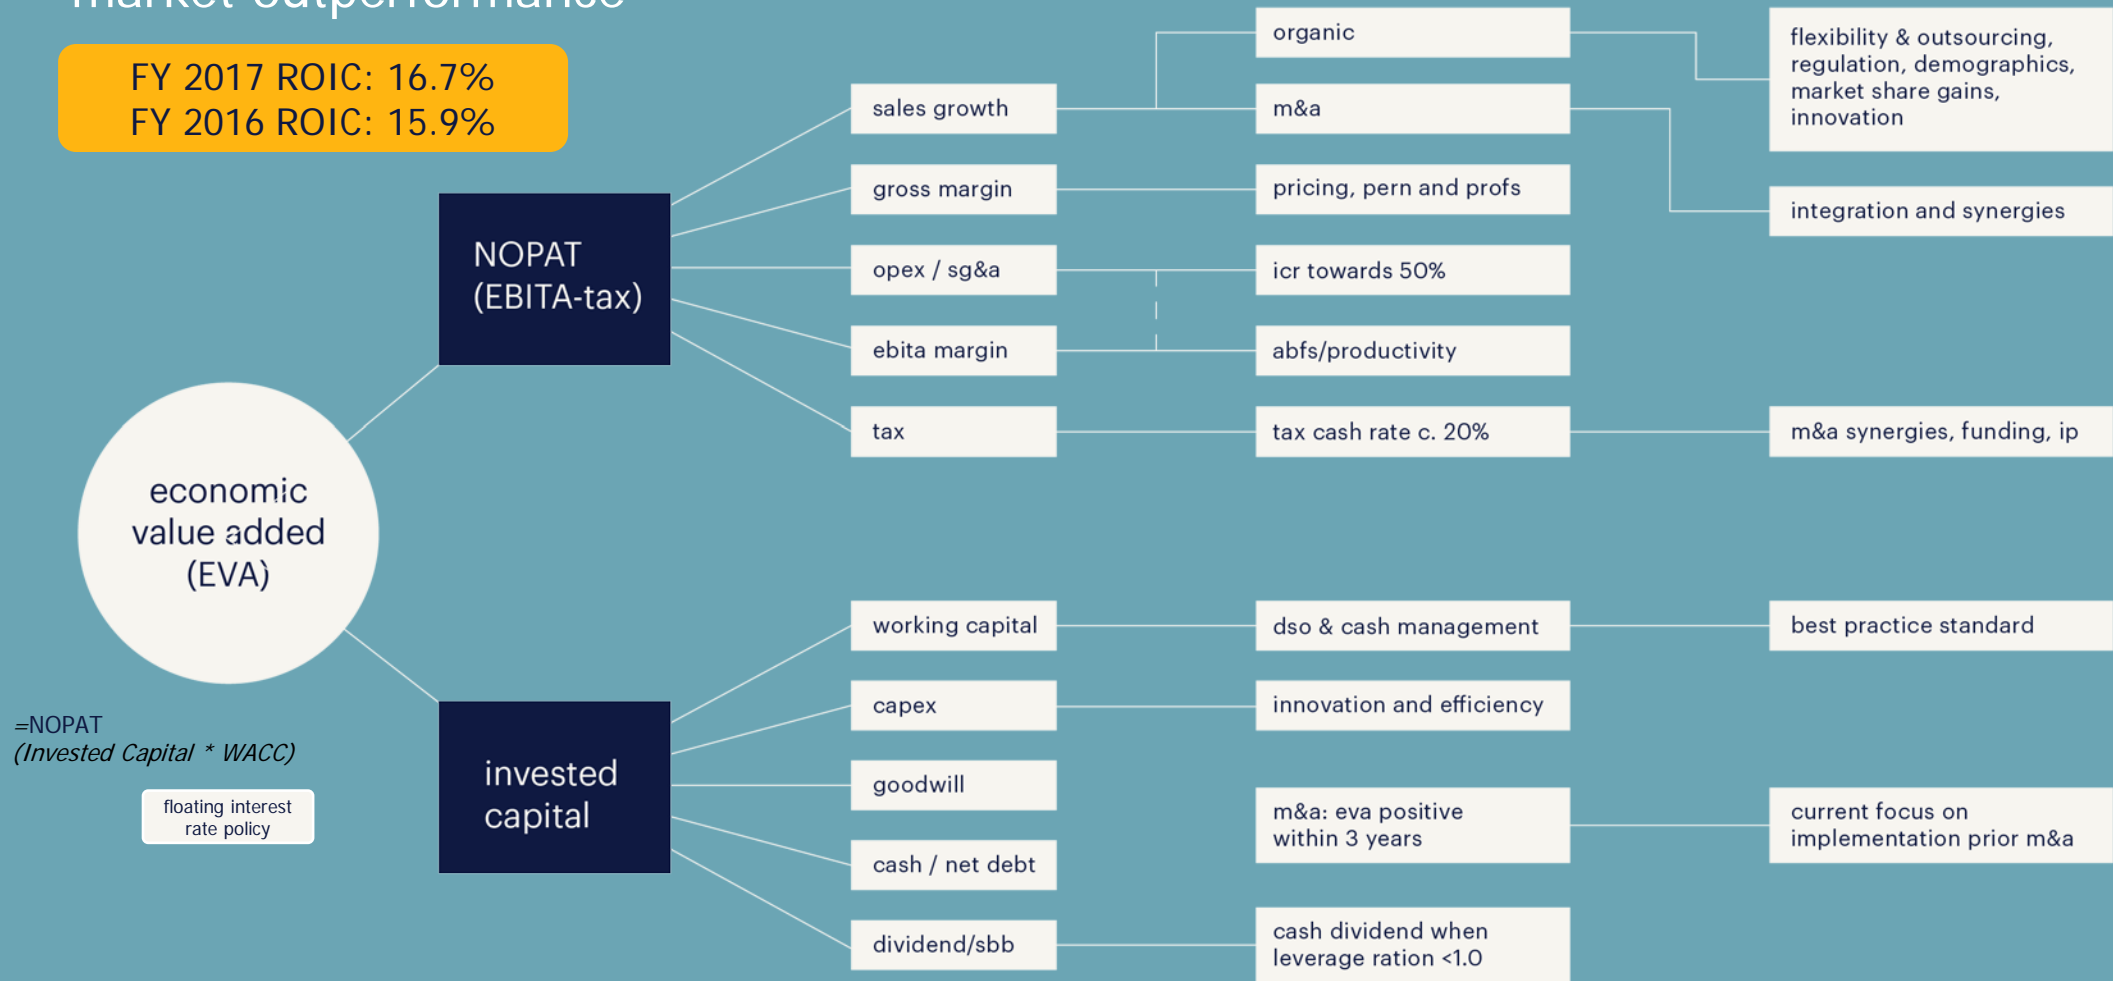 market outperformance
FY 2017 ROIC: 16.7%
FY 2016 ROIC: 15.9%
economic
value added
(EVA)
=NOPAT
(Invested Capital * WACC)
floating interest
rate policy
NOPAT
(EBITA-tax)
sales growth
gross margin
opex / sg&a
ebita margin
tax
organic
m&a
pricing, pern and profs
icr towards 50%
abfs/productivity
tax cash rate c. 20%
flexibility & outsourcing,
regulation, demographics,
market share gains,
innovation
integration and synergies
m&a synergies, funding, ip
invested
capital
working capital
capex
goodwill
cash / net debt
dividend/sbb
dso & cash management
innovation and efficiency
m&a: eva positive
within 3 years
cash dividend when
leverage ration <1.0
best practice standard
current focus on
implementation prior m&a